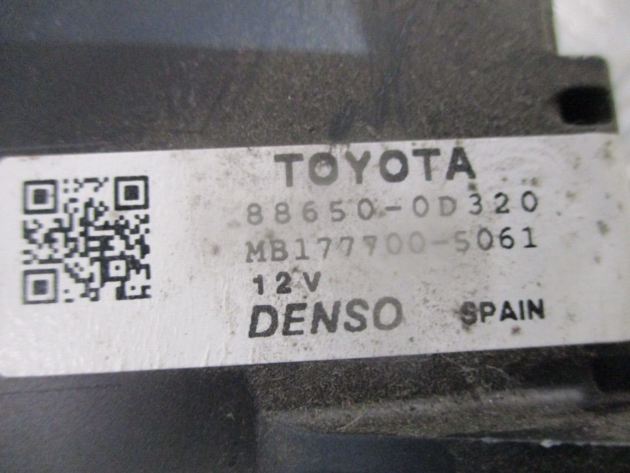 TOYOTA
88650-0D320
MB177700-5061
12V
DENSO SPAIN